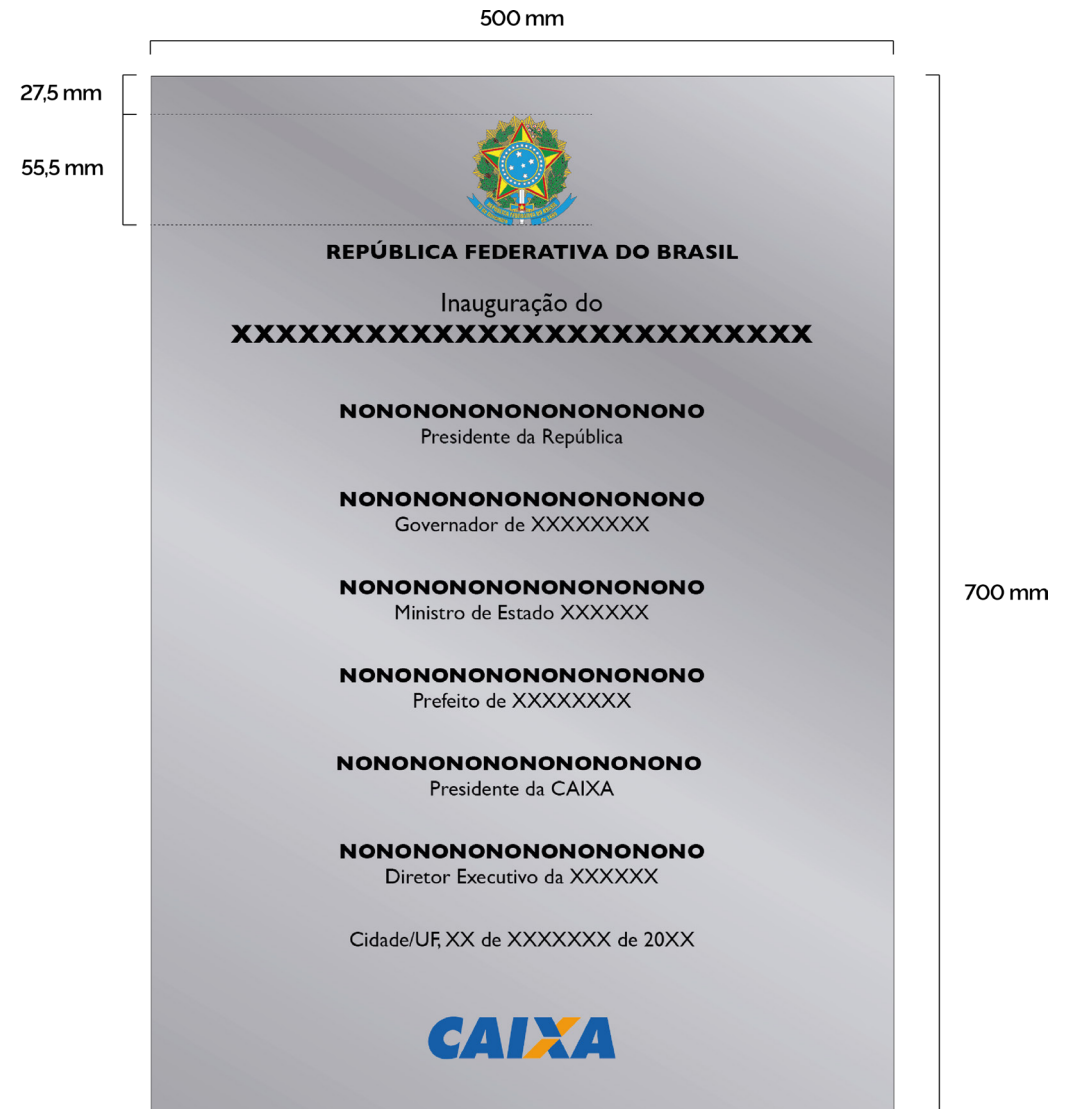 500 mm
27,5 mm
55,5 mm
REPÚBLICA FEDERATIVA DO BRASIL
Inauguração do
XXXXXXXXXXXXXXXXXXXXXXXXXX
NONONONONONONONONONO
Presidente da República
NONONONONONONONONONO
Governador de XXXXXXXX
NONONONONONONONONONO
Ministro de Estado XXXXXX
700 mm
NONONONONONONONONONO
Prefeito de XXXXXXXX
NONONONONONONONONONO
Presidente da CAIXA
NONONONONONONONONONO
Diretor Executivo da XXXXXX
Cidade/UF, XX de XXXXXXX de 20XX
CAIXA